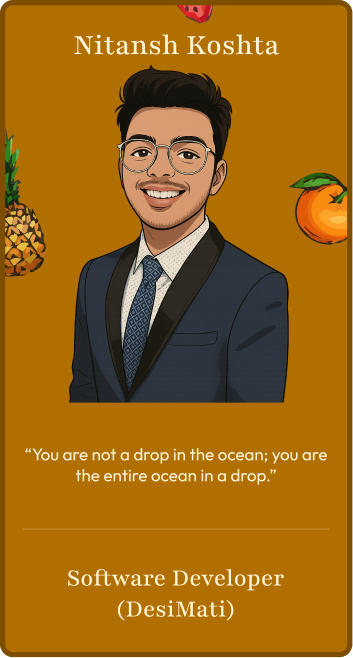 Nitansh Koshta
“You are not a drop in the ocean; you are
the entire ocean in a drop.”
Software Developer
(DesiMati)